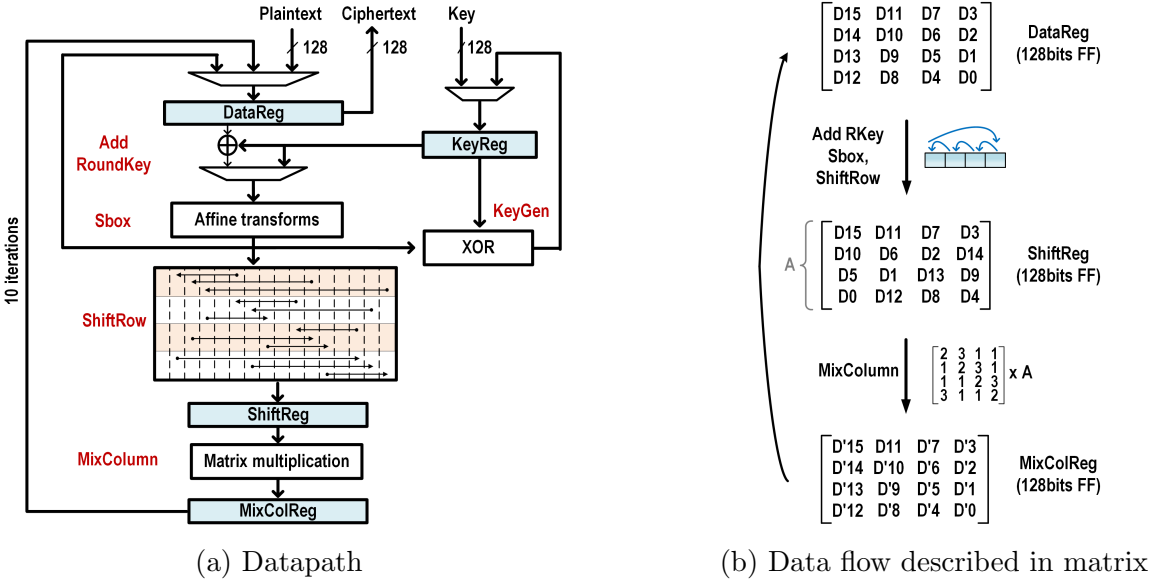 Plaintext Ciphertext Key
128 128 128
DataReg
Add
RoundKey
KeyReg
Sbox
Affine transforms
KeyGen
XOR
10 iterations
ShiftRow
ShiftReg
MixColumn
Matrix multiplication
MixColReg
(a) Datapath
D15 D11 D7 D3
D14 D10 D6 D2
D13 D9 D5 D1
D12 D8 D4 D0
DataReg
(128bits FF)
Add RKey
Sbox,
ShiftRow
A
D15 D11 D7 D3
D10 D6 D2 D14
D5 D1 D13 D9
D0 D12 D8 D4
ShiftReg
(128bits FF)
MixColumn
2 3 1 1
1 2 3 1
1 1 2 3
3 1 1 2
x A
D'15 D11 D'7 D'3
D'14 D'10 D'6 D'2
D'13 D'9 D'5 D'1
D'12 D'8 D'4 D'0
MixColReg
(128bits FF)
(b) Data flow described in matrix